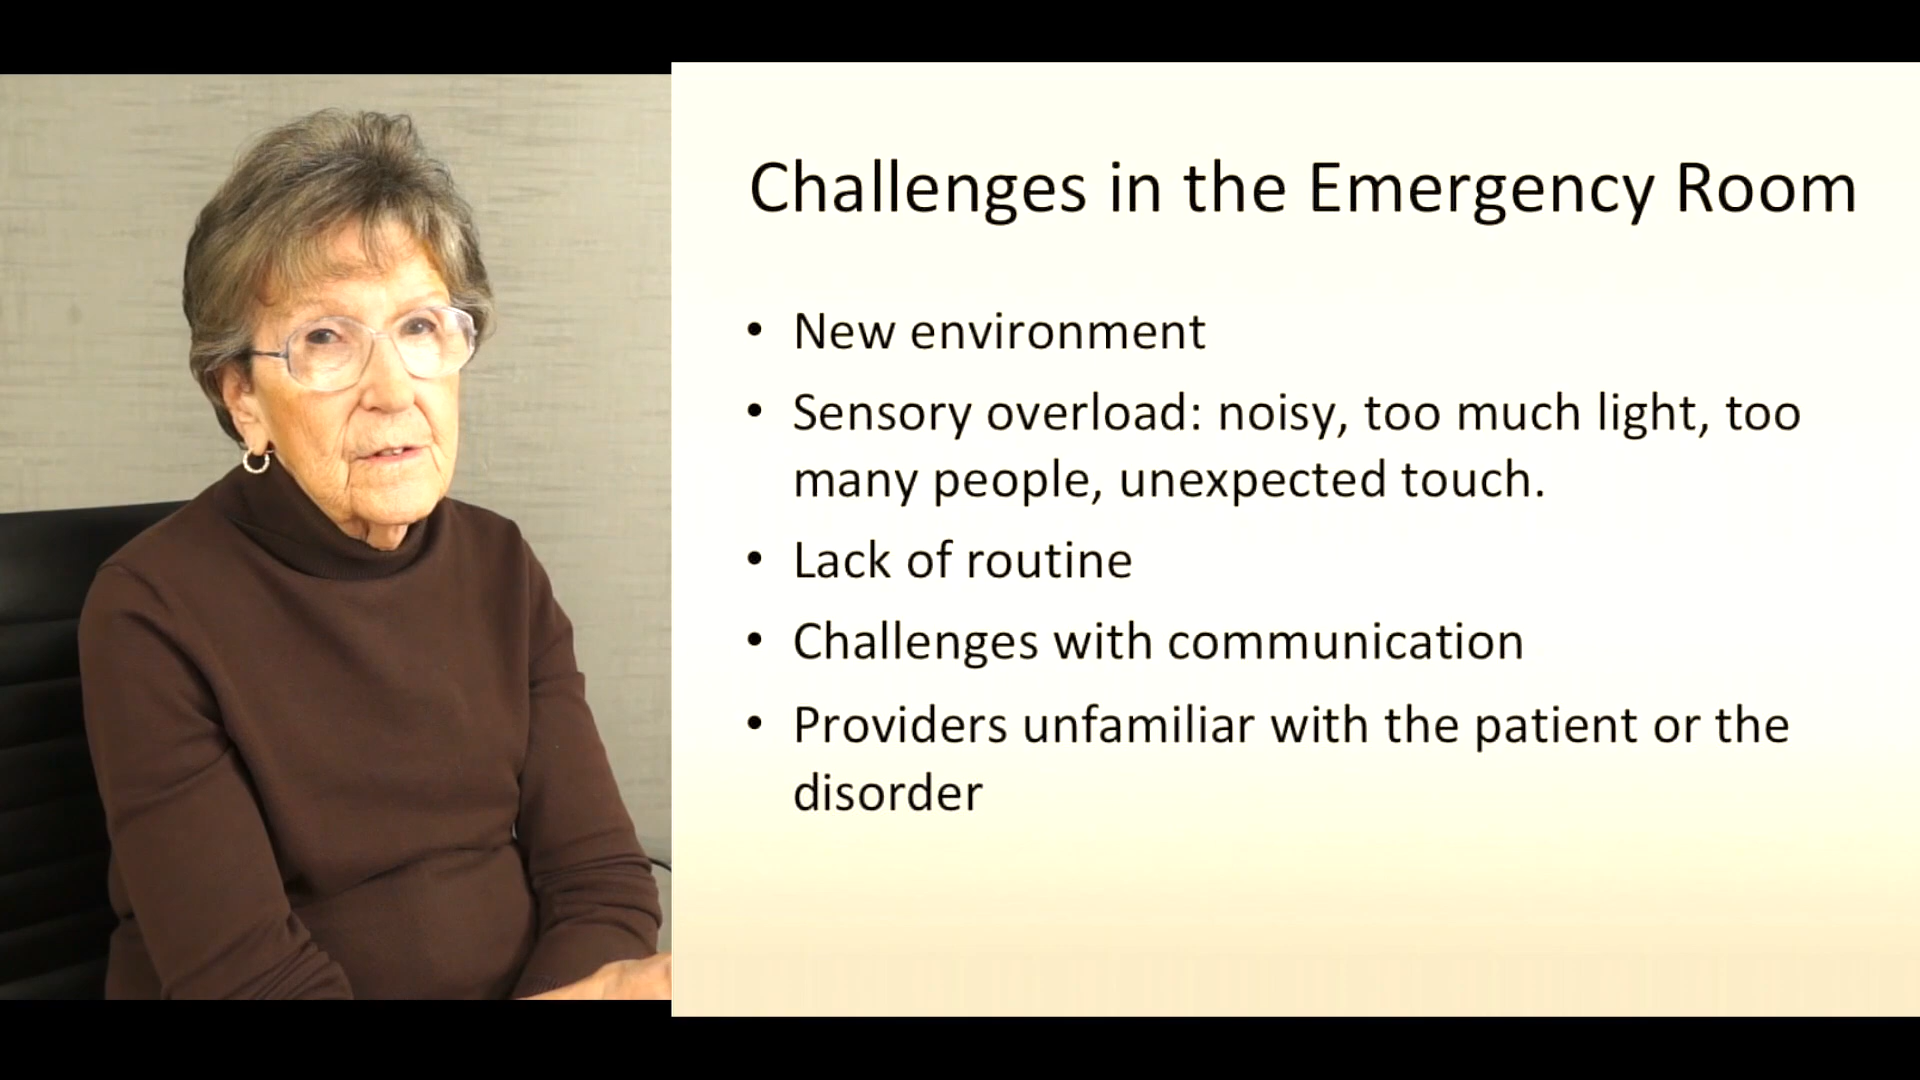 Challenges in the Emergency Room
• New environment
• Sensory overload: noisy, too much light, too
many people, unexpected touch.
• Lack of routine
• Challenges with communication
• Providers unfamiliar with the patient or the
disorder